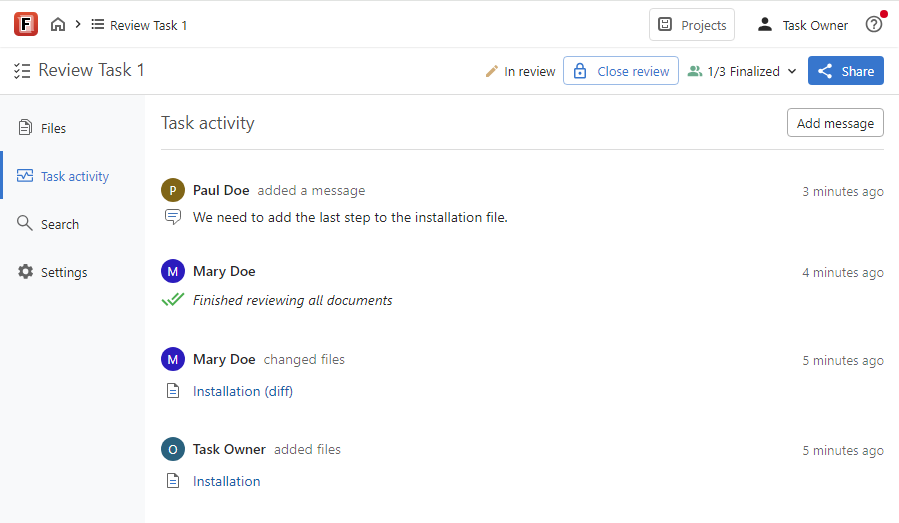 F Review Task 1 Projects Task Owner ?
Review Task 1 In review Close review 1/3 Finalized Share
Files
Task activity
Search
Settings
Task activity Add message
P Paul Doe added a message 3 minutes ago
We need to add the last step to the installation file.
M Mary Doe 4 minutes ago
Finished reviewing all documents
M Mary Doe changed files 5 minutes ago
Installation (diff)
O Task Owner added files 5 minutes ago
Installation